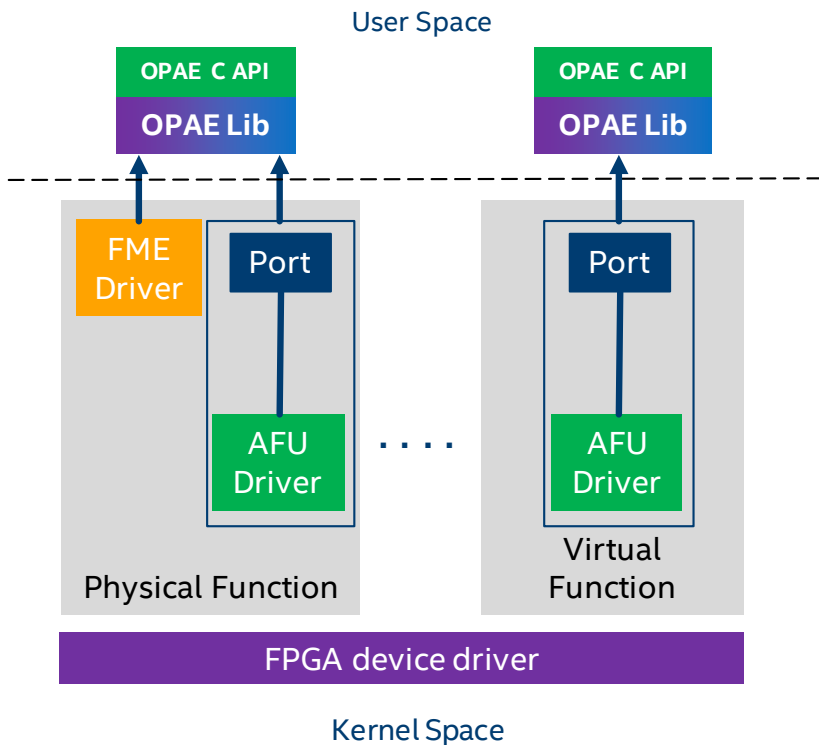 User Space
OPAE C API
OPAE Lib
OPAE C API
OPAE Lib
FME
Driver
Port
AFU
Driver
Physical Function
. . . .
Port
AFU
Driver
Virtual
Function
FPGA device driver
Kernel Space